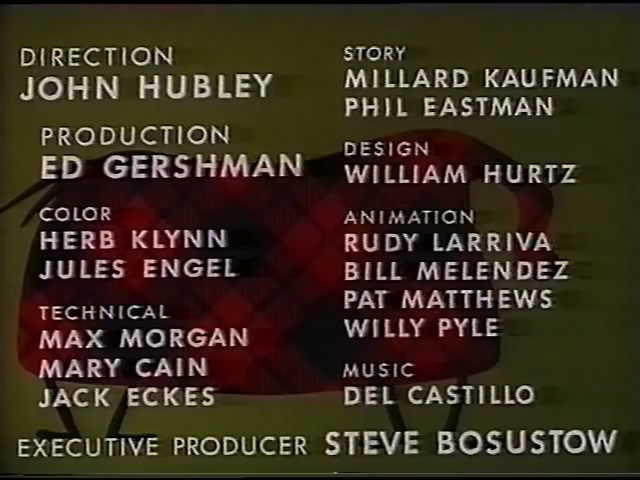 DIRECTION
JOHN HUBLEY
PRODUCTION
ED GERSHMAN
COLOR
HERB KLYNN
JULES ENGEL
TECHNICAL
MAX MORGAN
MARY CAIN
JACK ECKES
STORY
MILLARD KAUFMAN
PHIL EASTMAN
DESIGN
WILLIAM HURTZ
ANIMATION
RUDY LARRIVA
BILL MELENDEZ
PAT MATTHEWS
WILLY PYLE
MUSIC
DEL CASTILLO
EXECUTIVE PRODUCER STEVE BOSUSTOW